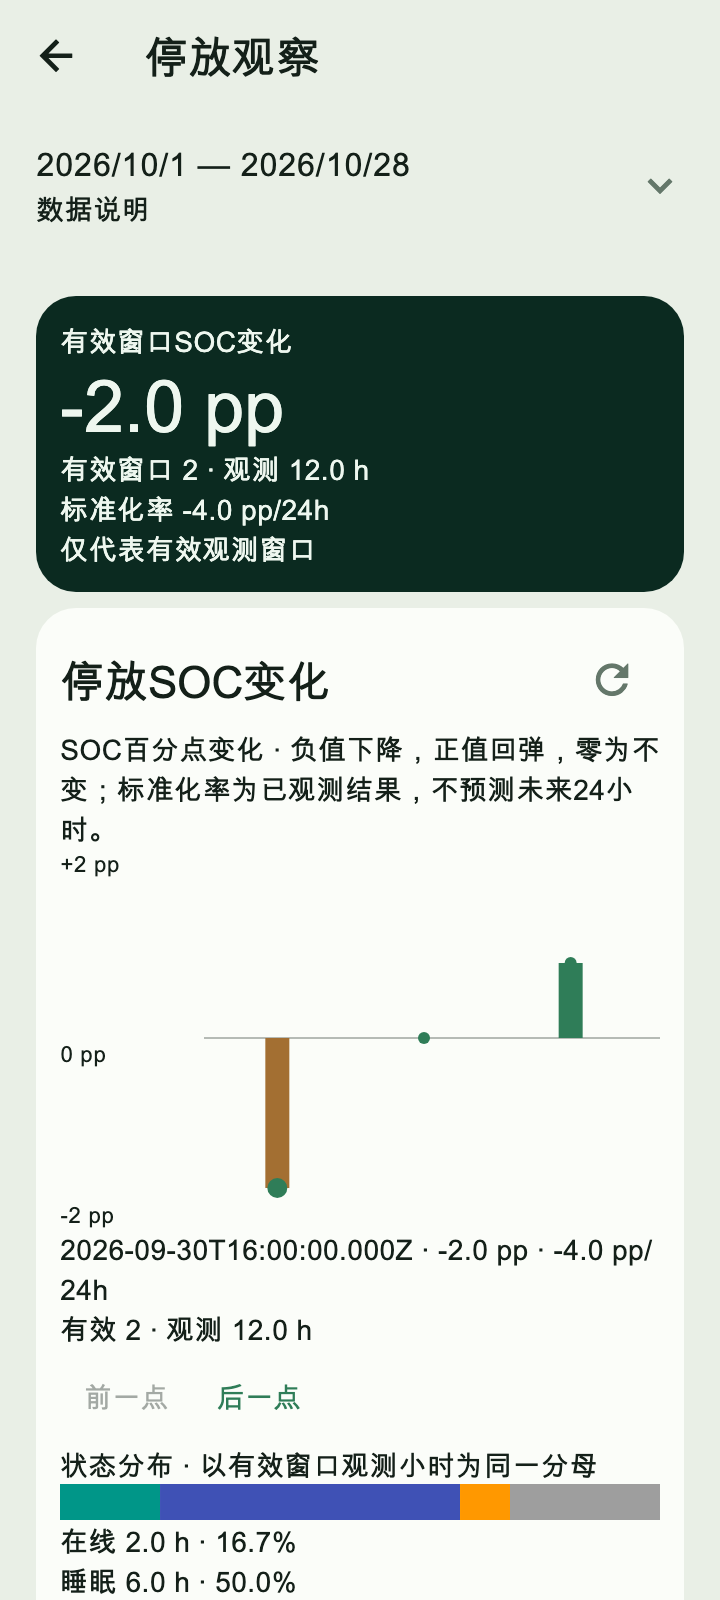 停放观察
2026/10/1 — 2026/10/28
数据说明
有效窗口SOC变化
-2.0 pp
有效窗口 2 · 观测 12.0 h
标准化率 -4.0 pp/24h
仅代表有效观测窗口
停放SOC变化
SOC百分点变化 · 负值下降，正值回弹，零为不
变；标准化率为已观测结果，不预测未来24小
时。
+2 pp
0 pp
-2 pp
2026-09-30T16:00:00.000Z · -2.0 pp · -4.0 pp/
24h
有效 2 · 观测 12.0 h
前一点 后一点
状态分布 · 以有效窗口观测小时为同一分母
在线 2.0 h · 16.7%
睡眠 6.0 h · 50.0%